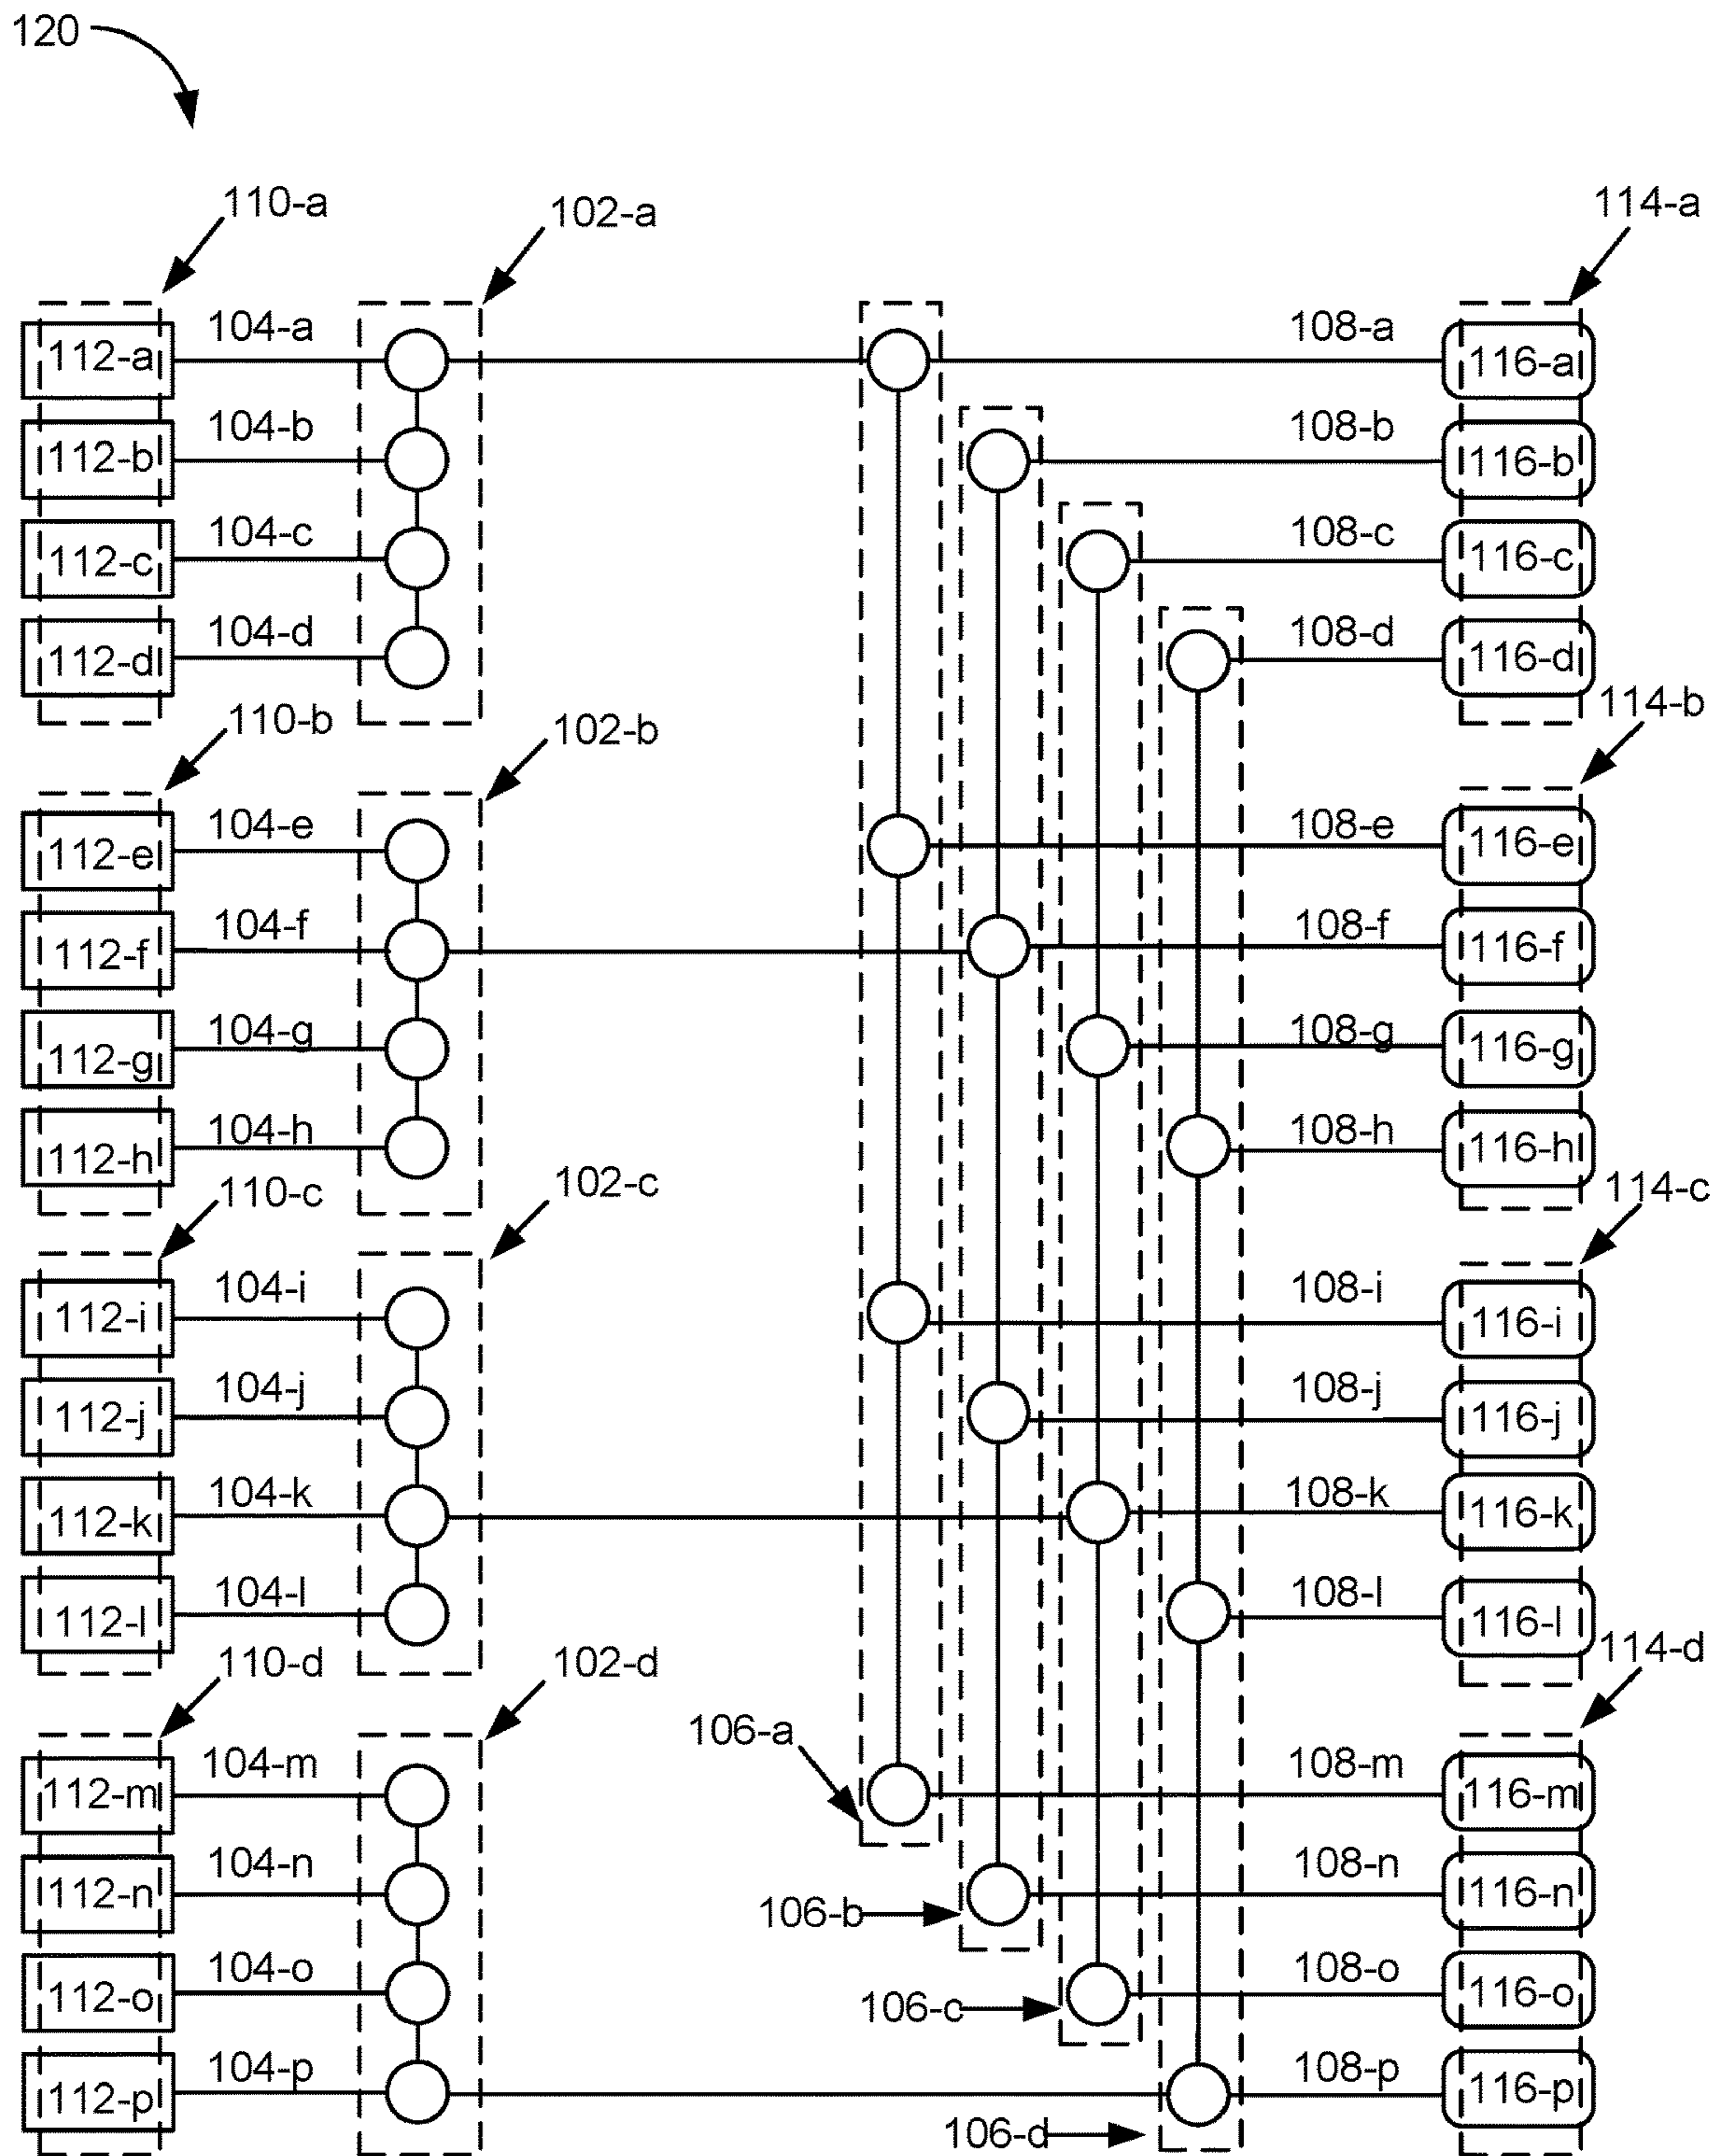 120
110-a 102-a 114-a
112-a 104-a 108-a 116-a
112-b 104-b 108-b 116-b
112-c 104-c 108-c 116-c
112-d 104-d 108-d 116-d
110-b 102-b 114-b
112-e 104-e 108-e 116-e
112-f 104-f 108-f 116-f
112-g 104-g 108-g 116-g
112-h 104-h 108-h 116-h
110-c 102-c 114-c
112-i 104-i 108-i 116-i
112-j 104-j 108-j 116-j
112-k 104-k 108-k 116-k
112-l 104-l 108-l 116-l
110-d 102-d 114-d
106-a
112-m 104-m 108-m 116-m
112-n 104-n 108-n 116-n
106-b
112-o 104-o 108-o 116-o
106-c
112-p 104-p 108-p 116-p
106-d